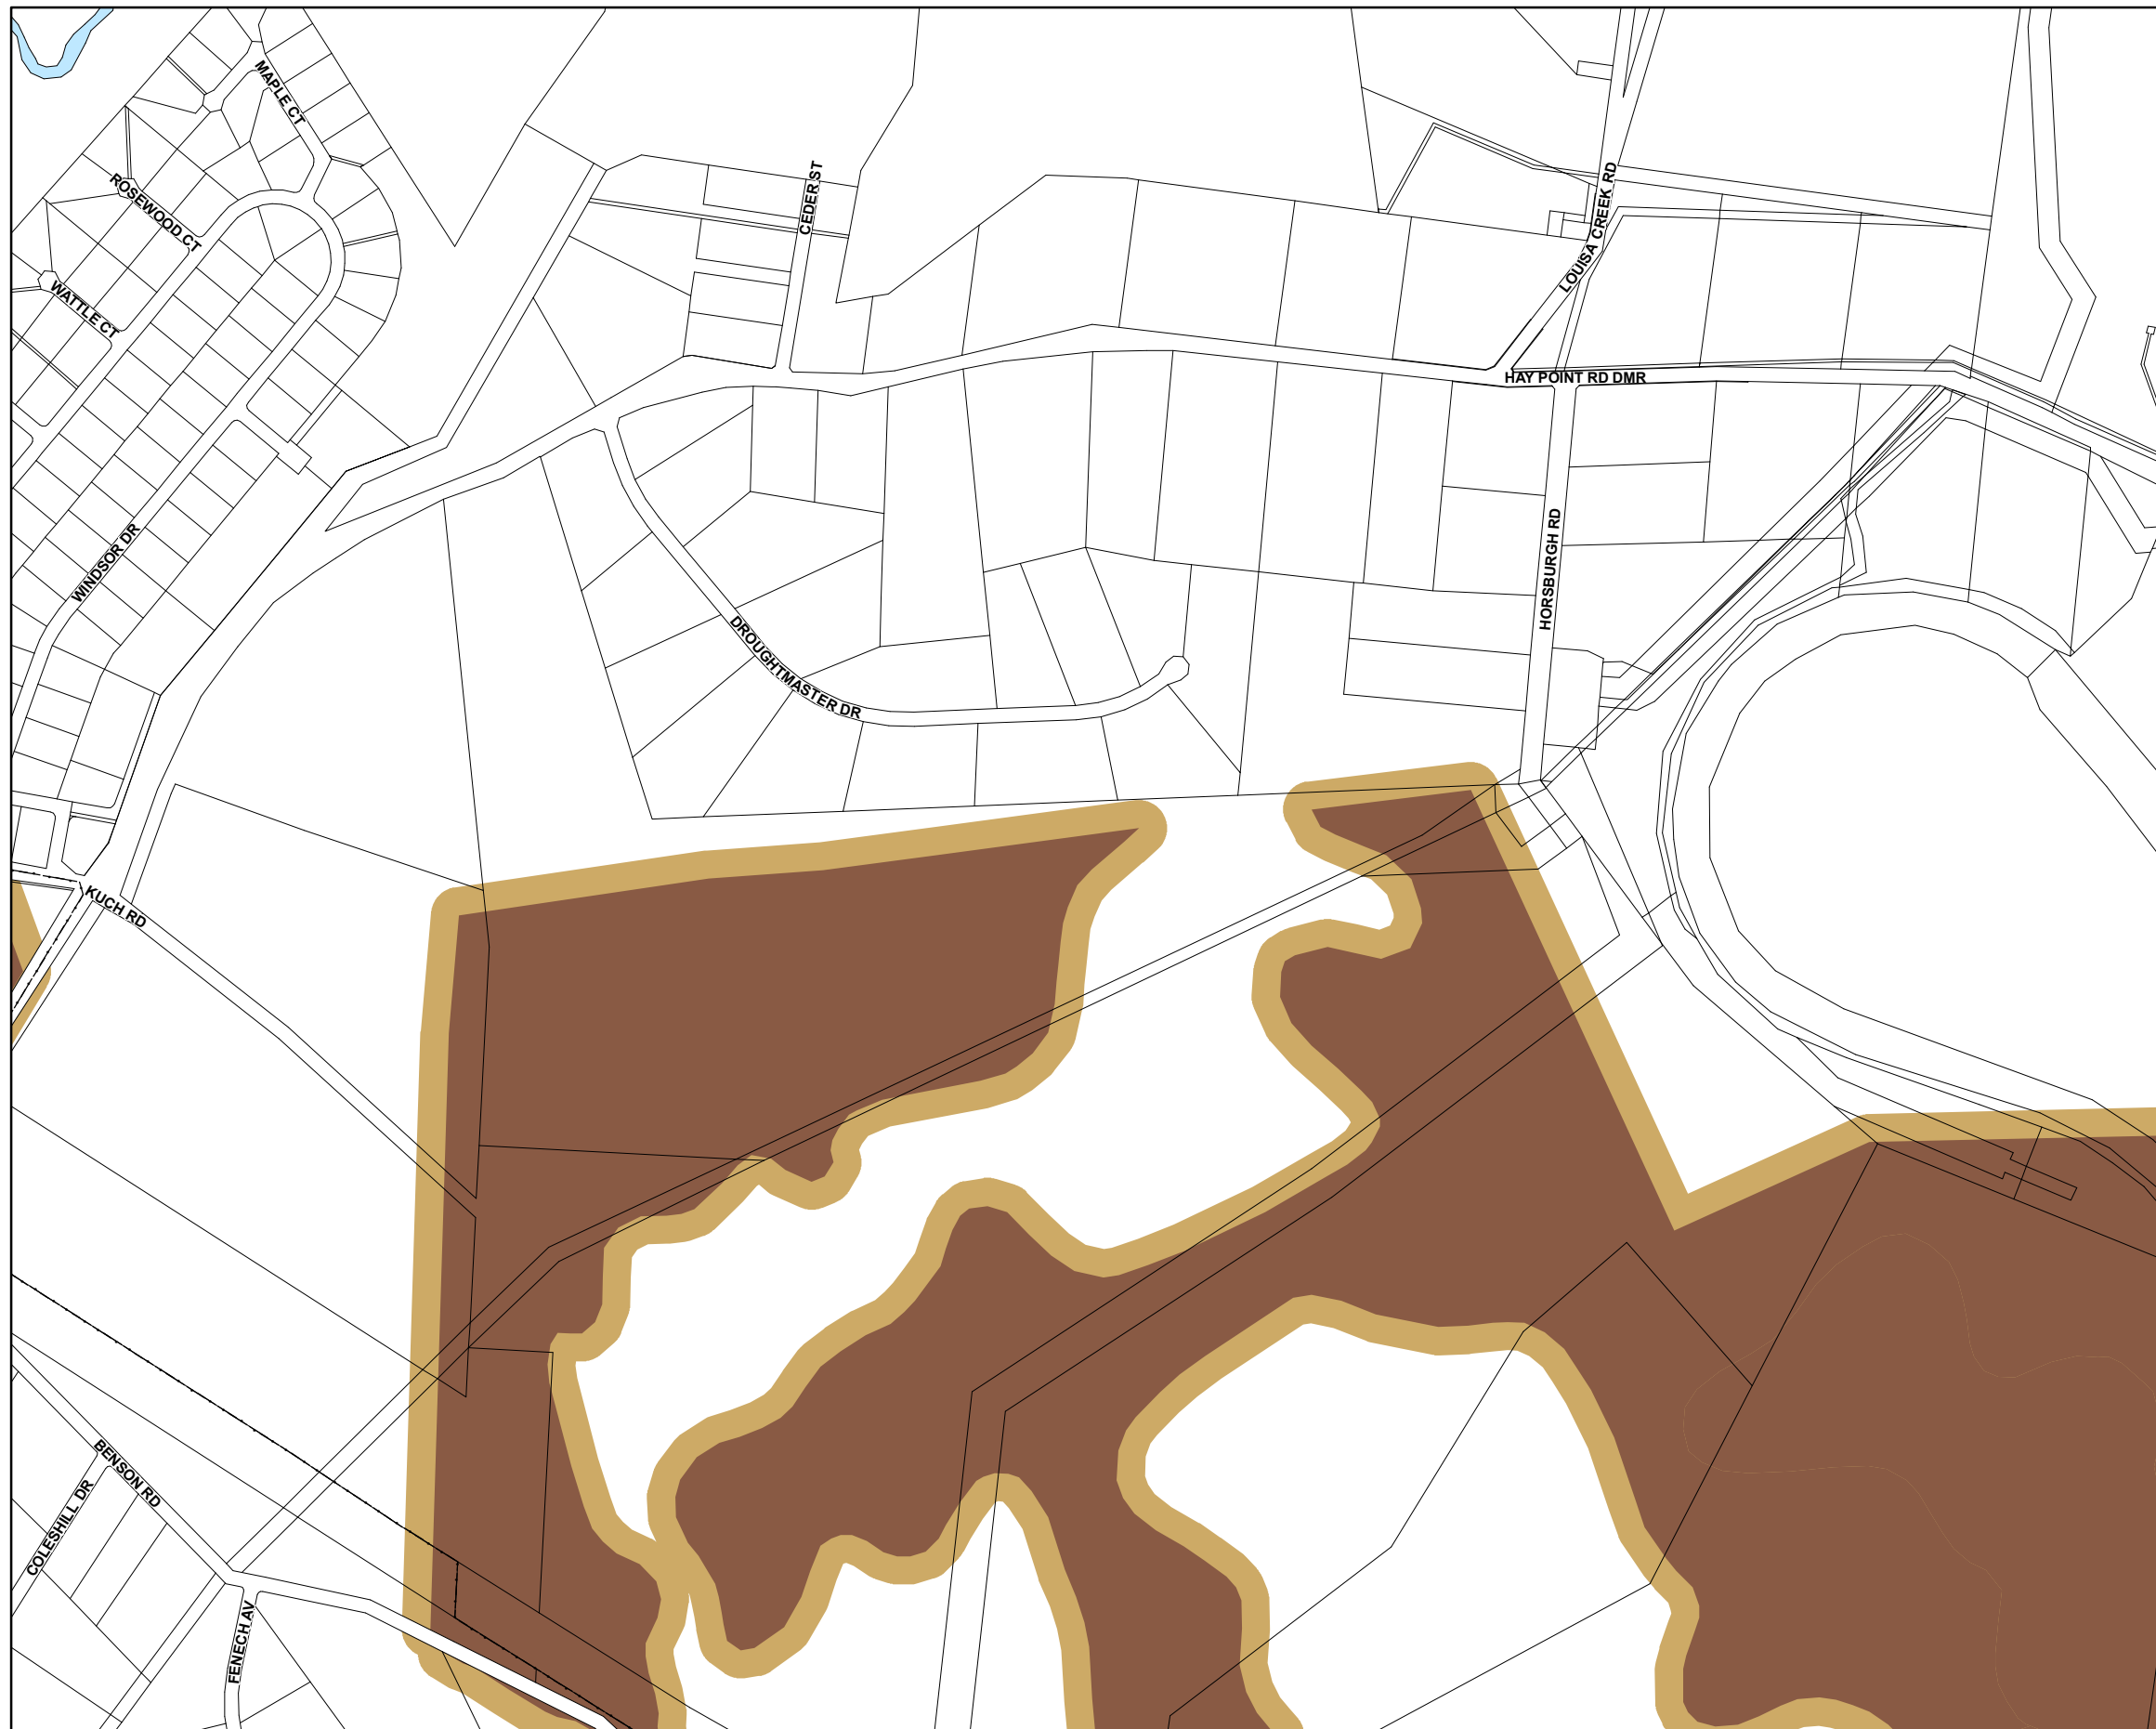 MAPLE CT
ROSEWOOD CT
CEDER ST
LOUISA CREEK RD
WATTLE CT
HAY POINT RD DMR
WINDSOR DR
HORSBURGH RD
DROUGHTMASTER DR
KUCH RD
BENSON RD
COLESHILL DR
FENECH AV